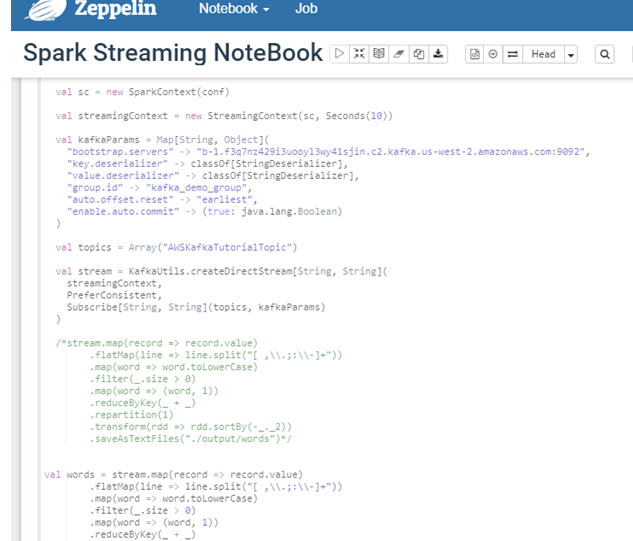 Zeppelin Notebook Job
Spark Streaming NoteBook Head
val sc = new SparkContext(conf)
val streamingContext = new StreamingContext(sc, Seconds(10))
val kafkaParams = Map[String, Object](
"bootstrap.servers" -> "b-1.f3q7nz429i3uooyl3wy41sjin.c2.kafka.us-west-2.amazonaws.com:9092",
"key.deserializer" -> classOf[StringDeserializer],
"value.deserializer" -> classOf[StringDeserializer],
"group.id" -> "kafka_demo_group",
"auto.offset.reset" -> "earliest",
"enable.auto.commit" -> (true: java.lang.Boolean)
)
val topics = Array("AWSKafkaTutorialTopic")
val stream = KafkaUtils.createDirectStream[String, String](
streamingContext,
PreferConsistent,
Subscribe[String, String](topics, kafkaParams)
)
/*stream.map(record => record.value)
.flatMap(line => line.split("[ ,\\.;:\\-]+"))
.map(word => word.toLowerCase)
.filter(_.size > 0)
.map(word => (word, 1))
.reduceByKey(_ + _)
.repartition(1)
.transform(rdd => rdd.sortBy(-_._2))
.saveAsTextFiles("./output/words")*/
val words = stream.map(record => record.value)
.flatMap(line => line.split("[ ,\\.;:\\-]+"))
.map(word => word.toLowerCase)
.filter(_.size > 0)
.map(word => (word, 1))
.reduceByKey(_ + _)